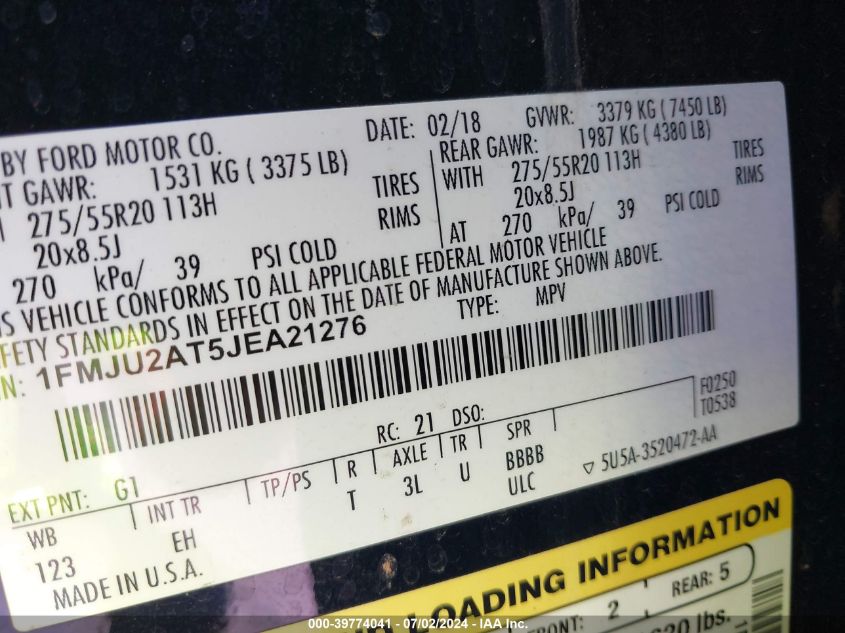 BY FORD MOTOR CO. DATE: 02/18 GVWR: 3379 KG ( 7450 LB)
GAWR: 1531 KG ( 3375 LB) REAR GAWR: 1987 KG ( 4380 LB)
275/55R20 113H TIRES WITH 275/55R20 113H TIRES
20x8.5J RIMS 20x8.5J RIMS
270 kPa/ 39 PSI COLD AT 270 kPa/ 39 PSI COLD
VEHICLE CONFORMS TO ALL APPLICABLE FEDERAL MOTOR VEHICLE
STANDARDS IN EFFECT ON THE DATE OF MANUFACTURE SHOWN ABOVE.
1FMJU2AT5JEA21276 TYPE: MPV
F0250
T0538
RC: 21 DSO:
EXT PNT: G1
WB INT TR TP/PS R AXLE TR SPR
123 EH T 3L U BBBB
ULC
5U5A-3520472-AA
MADE IN U.S.A.
LOADING INFORMATION
2 REAR: 5
lbs.
000-39774041 - 07/02/2024 - IAA Inc.